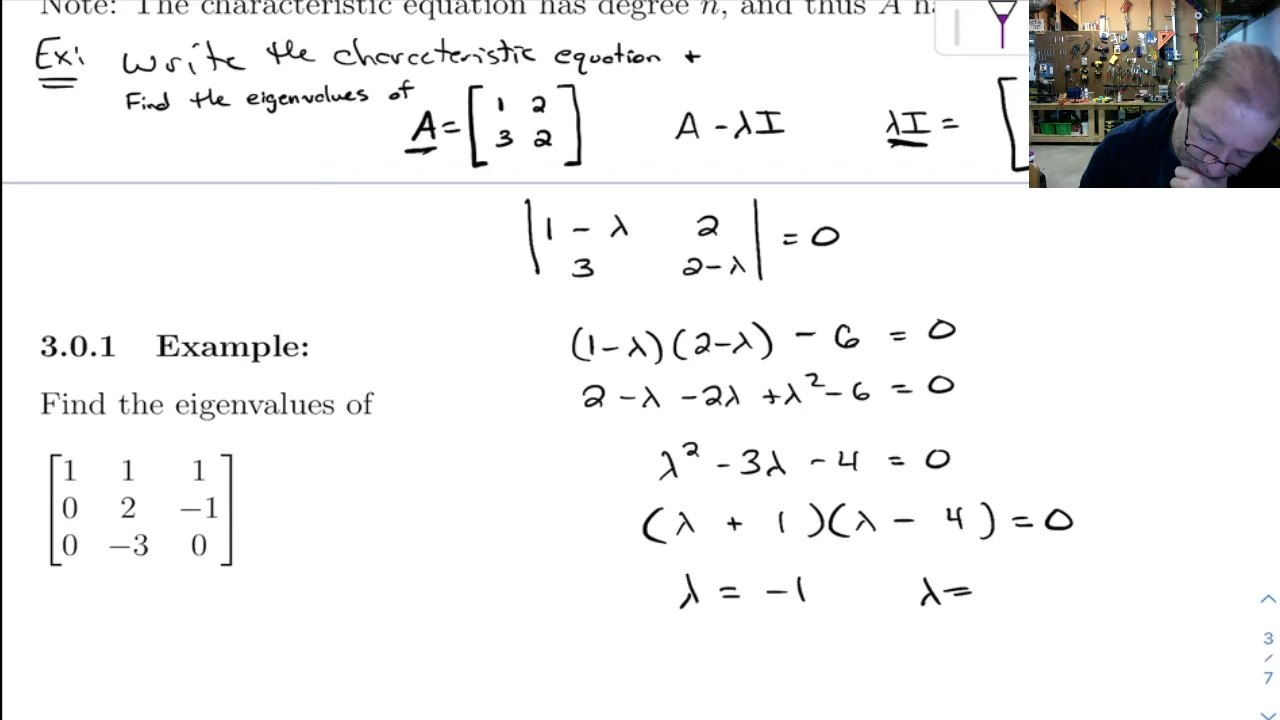 Note: The characteristic equation has degree n, and thus A ha
Ex: Write the characteristic equation +
Find the eigenvalues of
A = [ 1 2
3 2 ] A - λI λI = [
| 1 - λ 2
3 2 - λ | = 0
3.0.1 Example:
Find the eigenvalues of
[ 1 1 1
0 2 −1
0 −3 0 ]
(1 - λ)(2 - λ) - 6 = 0
2 - λ - 2λ + λ² - 6 = 0
λ² - 3λ - 4 = 0
(λ + 1)(λ - 4) = 0
λ = -1 λ =
3
/
7